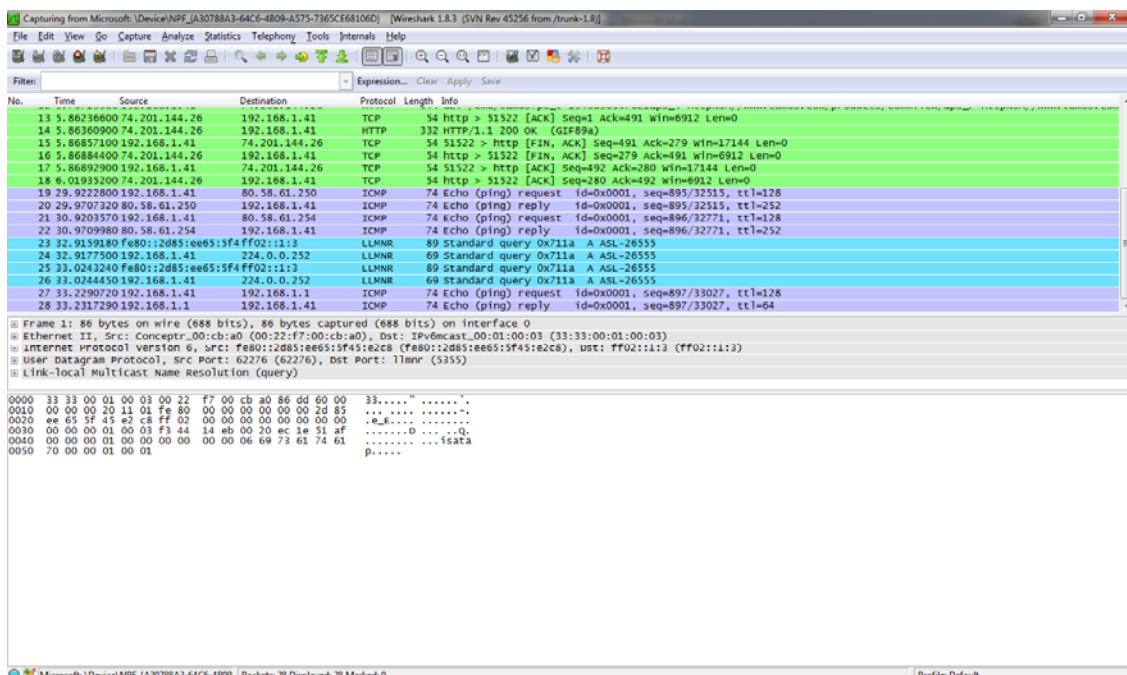 Capturing from Microsoft: \Device\NPF_{A30788A3-64C6-4B09-A575-7365CE68106D} [Wireshark 1.8.3 (SVN Rev 45256 from /trunk-1.8)]
File Edit View Go Capture Analyze Statistics Telephony Tools Internals Help
Filter: Expression... Clear Apply Save
No. Time Source Destination Protocol Length Info
13 5.86236600 74.201.144.26 192.168.1.41 TCP 54 http > 51522 [ACK] Seq=1 Ack=491 Win=6912 Len=0
14 5.86360900 74.201.144.26 192.168.1.41 HTTP 332 HTTP/1.1 200 OK (GIF89a)
15 5.86857100 192.168.1.41 74.201.144.26 TCP 54 51522 > http [FIN, ACK] Seq=491 Ack=279 Win=17144 Len=0
16 5.86884400 74.201.144.26 192.168.1.41 TCP 54 http > 51522 [FIN, ACK] Seq=279 Ack=491 Win=6912 Len=0
17 5.86892900 192.168.1.41 74.201.144.26 TCP 54 51522 > http [ACK] Seq=492 Ack=280 Win=17144 Len=0
18 6.01935200 74.201.144.26 192.168.1.41 TCP 54 http > 51522 [ACK] Seq=280 Ack=492 Win=6912 Len=0
19 29.9222800 192.168.1.41 80.58.61.250 ICMP 74 Echo (ping) request id=0x0001, seq=895/32515, ttl=128
20 29.9707320 80.58.61.250 192.168.1.41 ICMP 74 Echo (ping) reply id=0x0001, seq=895/32515, ttl=252
21 30.9203570 192.168.1.41 80.58.61.254 ICMP 74 Echo (ping) request id=0x0001, seq=896/32771, ttl=128
22 30.9709980 80.58.61.254 192.168.1.41 ICMP 74 Echo (ping) reply id=0x0001, seq=896/32771, ttl=252
23 32.9159180 fe80::2d85:ee65:5f4 ff02::1:3 LLMNR 89 Standard query 0x711a A ASL-26555
24 32.9177500 192.168.1.41 224.0.0.252 LLMNR 69 Standard query 0x711a A ASL-26555
25 33.0243240 fe80::2d85:ee65:5f4 ff02::1:3 LLMNR 89 Standard query 0x711a A ASL-26555
26 33.0244450 192.168.1.41 224.0.0.252 LLMNR 69 Standard query 0x711a A ASL-26555
27 33.2290720 192.168.1.41 192.168.1.1 ICMP 74 Echo (ping) request id=0x0001, seq=897/33027, ttl=128
28 33.2317290 192.168.1.1 192.168.1.41 ICMP 74 Echo (ping) reply id=0x0001, seq=897/33027, ttl=64
Frame 1: 86 bytes on wire (688 bits), 86 bytes captured (688 bits) on interface 0
Ethernet II, Src: Conceptr_00:cb:a0 (00:22:f7:00:cb:a0), Dst: IPv6mcast_00:01:00:03 (33:33:00:01:00:03)
Internet Protocol Version 6, Src: fe80::2d85:ee65:5f45:e2c8 (fe80::2d85:ee65:5f45:e2c8), Dst: ff02::1:3 (ff02::1:3)
User Datagram Protocol, Src Port: 62276 (62276), Dst Port: llmnr (5355)
Link-local Multicast Name Resolution (query)
0000 33 33 00 01 00 03 00 22 f7 00 cb a0 86 dd 60 00 33....." ......`.
0010 00 00 00 20 11 01 fe 80 00 00 00 00 00 00 2d 85 ... .... ......-.
0020 ee 65 5f 45 e2 c8 ff 02 00 00 00 00 00 00 00 00 .e_E.... ........
0030 00 00 00 01 00 03 f3 44 14 eb 00 20 ec 1e 51 af .......D ... ..Q.
0040 00 00 00 01 00 00 00 00 00 00 06 69 73 61 74 61 ........ ...isata
0050 70 00 00 01 00 01 p.....
Microsoft: \Device\NPF_{A30788A3-64C6-4B09... Packets: 28 Displayed: 28 Marked: 0 Profile: Default